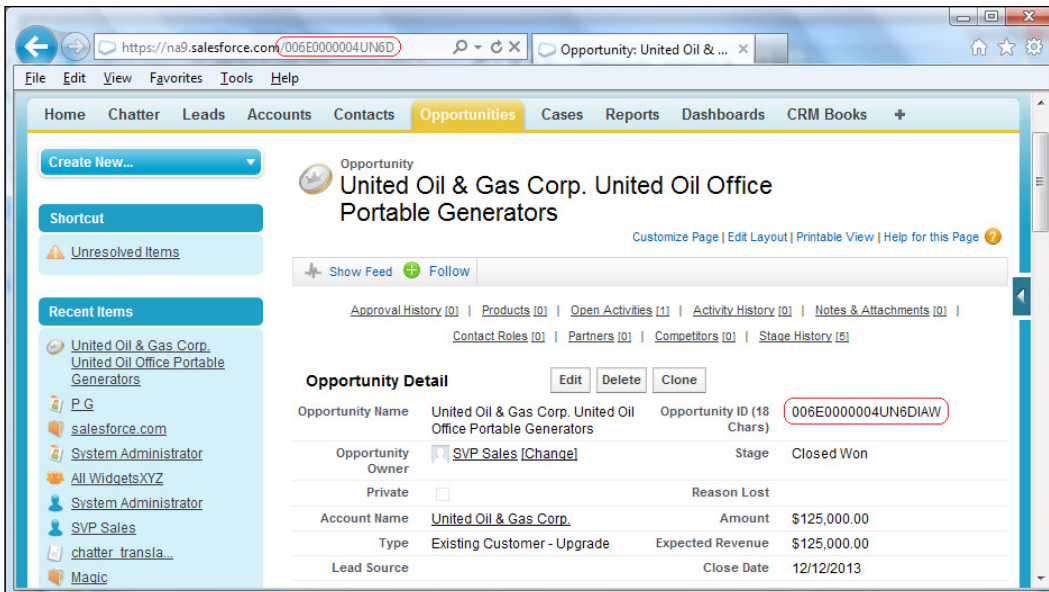 https://na9.salesforce.com/006E0000004UN6D
Opportunity: United Oil & ...
File Edit View Favorites Tools Help
Home Chatter Leads Accounts Contacts Opportunities Cases Reports Dashboards CRM Books +
Create New...
Shortcut
Unresolved Items
Recent Items
United Oil & Gas Corp.
United Oil Office Portable
Generators
P G
salesforce.com
System Administrator
All WidgetsXYZ
System Administrator
SVP Sales
chatter_transla...
Magic
Opportunity
United Oil & Gas Corp. United Oil Office
Portable Generators
Customize Page | Edit Layout | Printable View | Help for this Page ?
Show Feed Follow
Approval History [0] | Products [0] | Open Activities [1] | Activity History [0] | Notes & Attachments [0] |
Contact Roles [0] | Partners [0] | Competitors [0] | Stage History [5]
Opportunity Detail Edit Delete Clone
Opportunity Name United Oil & Gas Corp. United Oil Opportunity ID (18 006E0000004UN6DIAW
Office Portable Generators Chars)
Opportunity SVP Sales [Change] Stage Closed Won
Owner
Private Reason Lost
Account Name United Oil & Gas Corp. Amount $125,000.00
Type Existing Customer - Upgrade Expected Revenue $125,000.00
Lead Source Close Date 12/12/2013